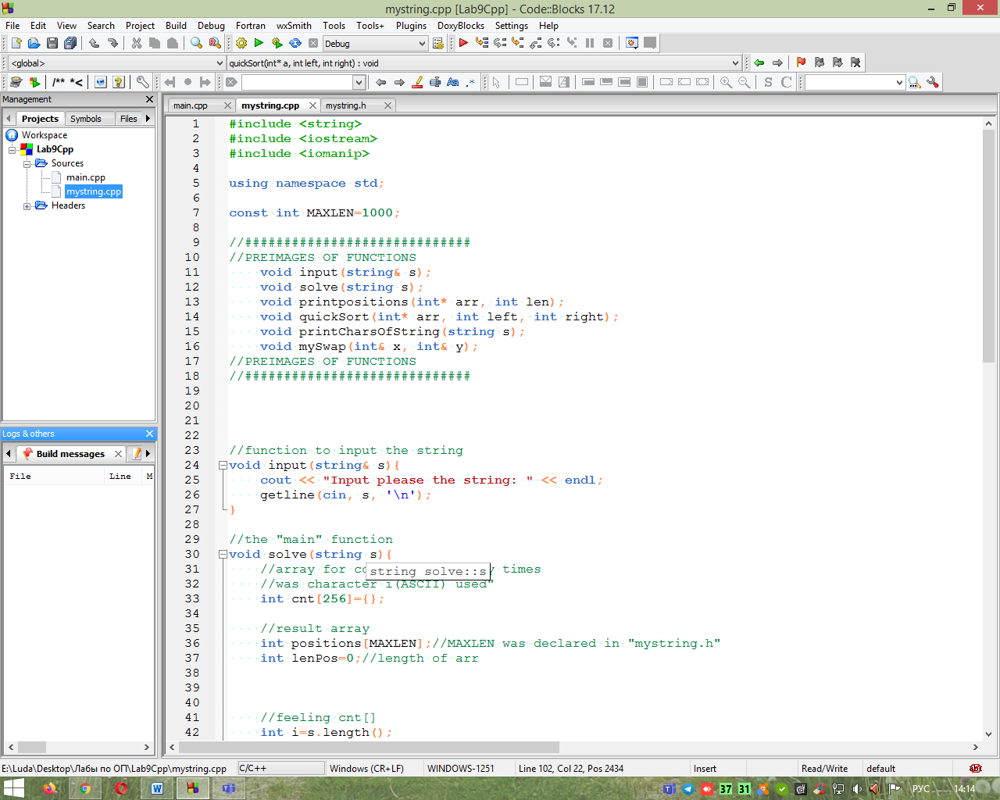 mystring.cpp [Lab9Cpp] - Code::Blocks 17.12
File Edit View Search Project Build Debug Fortran wxSmith Tools Tools+ Plugins DoxyBlocks Settings Help
Debug
<global> quickSort(int* a, int left, int right) : void
/** *<
Management
main.cpp mystring.cpp mystring.h
Projects Symbols Files
Workspace
Lab9Cpp
Sources
main.cpp
mystring.cpp
Headers
Logs & others
Build messages
File Line M
1 #include <string>
2 #include <iostream>
3 #include <iomanip>
4
5 using namespace std;
6
7 const int MAXLEN=1000;
8
9 //#############################
10 //PREIMAGES OF FUNCTIONS
11 void input(string& s);
12 void solve(string s);
13 void printpositions(int* arr, int len);
14 void quickSort(int* arr, int left, int right);
15 void printCharsOfString(string s);
16 void mySwap(int& x, int& y);
17 //PREIMAGES OF FUNCTIONS
18 //#############################
19
20
21
22
23 //function to input the string
24 void input(string& s){
25 cout << "Input please the string: " << endl;
26 getline(cin, s, '\n');
27 }
28
29 //the "main" function
30 void solve(string s){
31 //array for co times
string solve::s
32 //was character i(ASCII) used"
33 int cnt[256]={};
34
35 //result array
36 int positions[MAXLEN];//MAXLEN was declared in "mystring.h"
37 int lenPos=0;//length of arr
38
39
40
41 //feeling cnt[]
42 int i=s.length();
E:\Luda\Desktop\Лабы по ОП\Lab9Cpp\mystring.cpp C/C++ Windows (CR+LF) WINDOWS-1251 Line 102, Col 22, Pos 2434 Insert Read/Write default
37 31 РУС 14:14